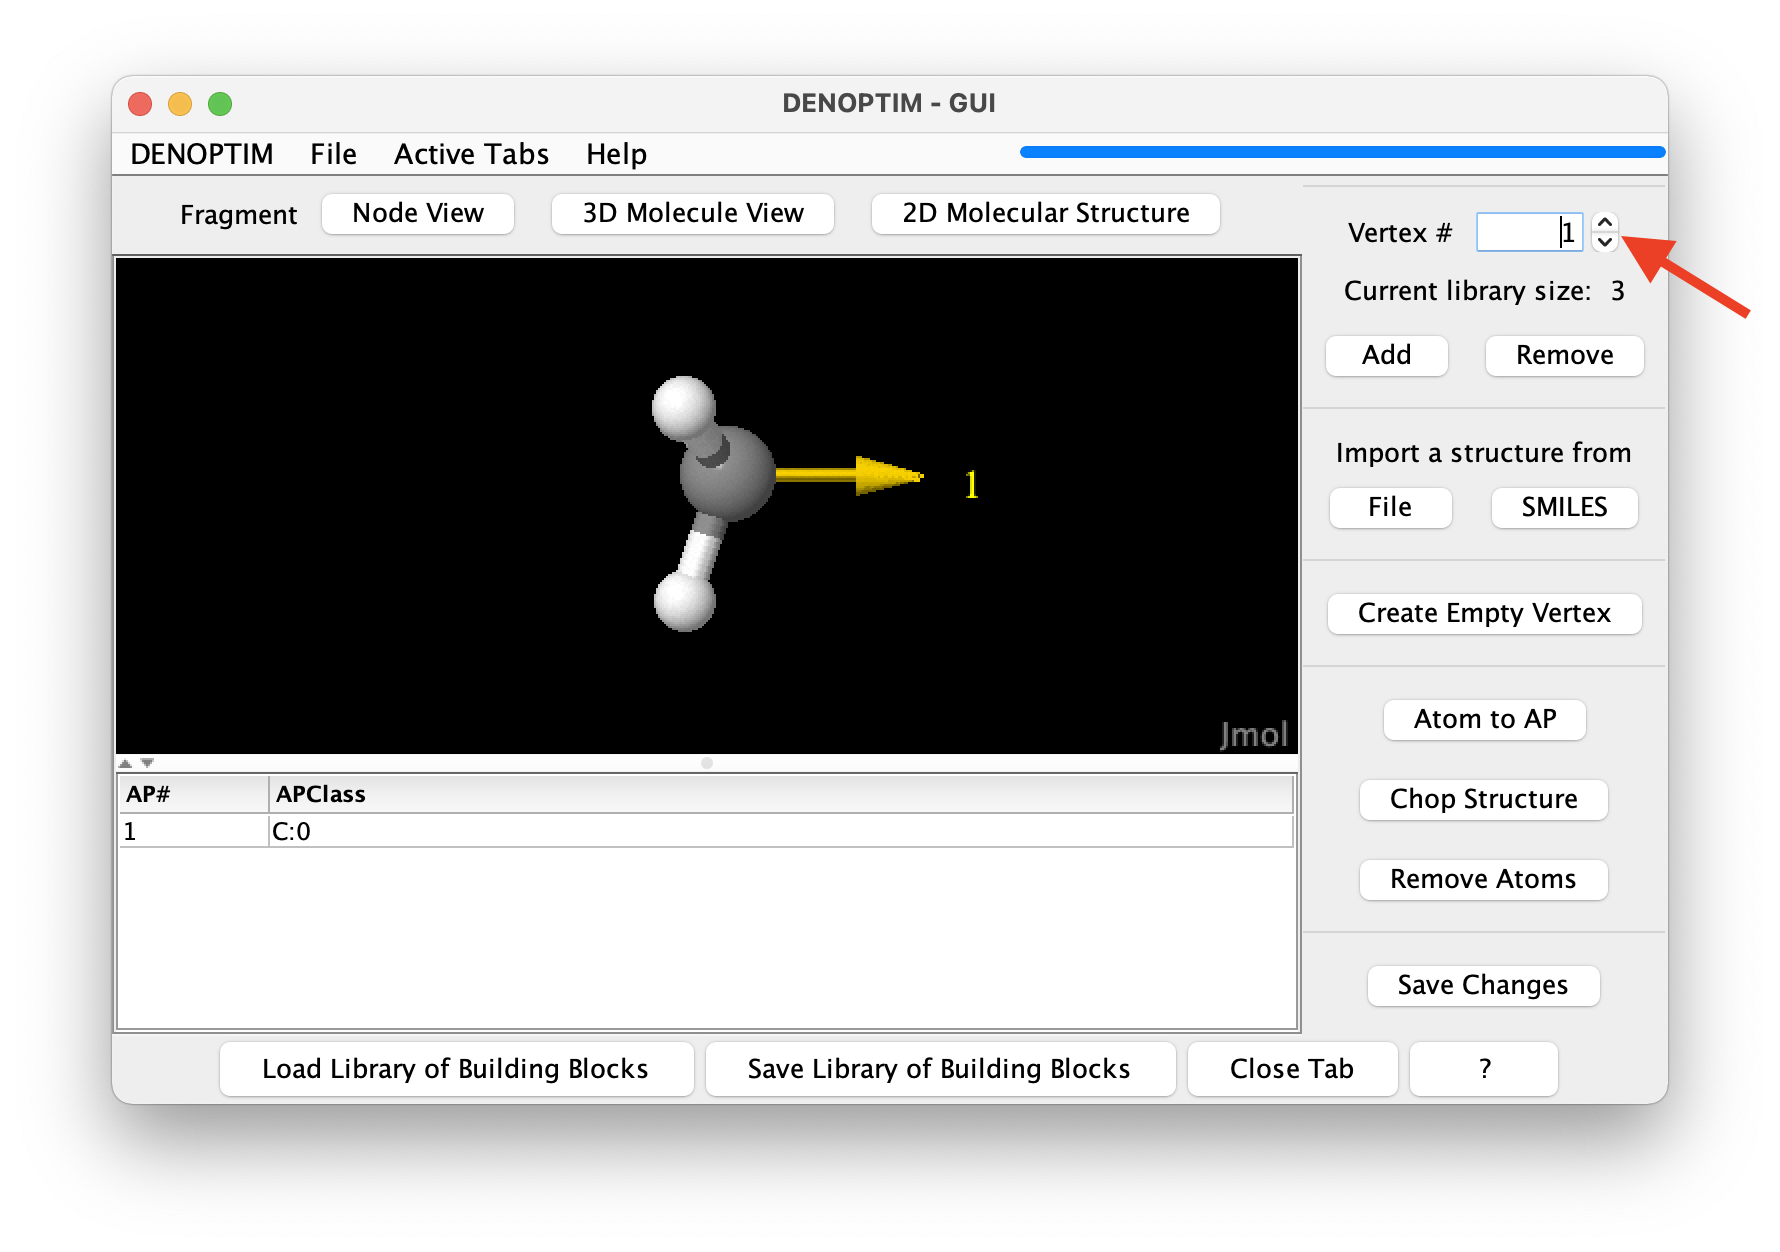 DENOPTIM - GUI
DENOPTIM File Active Tabs Help
Fragment Node View 3D Molecule View 2D Molecular Structure
Vertex # 1
Current library size: 3
Add Remove
Import a structure from
File SMILES
Create Empty Vertex
Atom to AP
Chop Structure
Remove Atoms
Save Changes
1
Jmol
AP# APClass
1 C:0
Load Library of Building Blocks Save Library of Building Blocks Close Tab ?